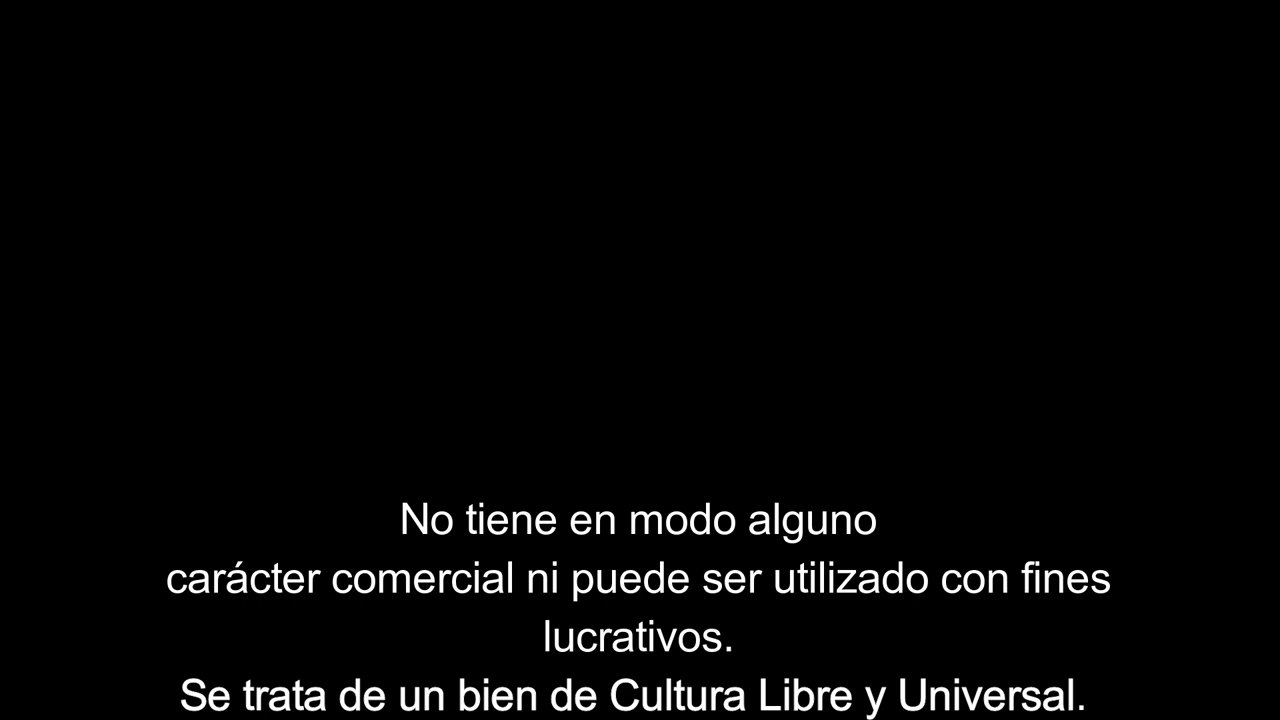 No tiene en modo alguno
carácter comercial ni puede ser utilizado con fines
lucrativos.
Se trata de un bien de Cultura Libre y Universal.